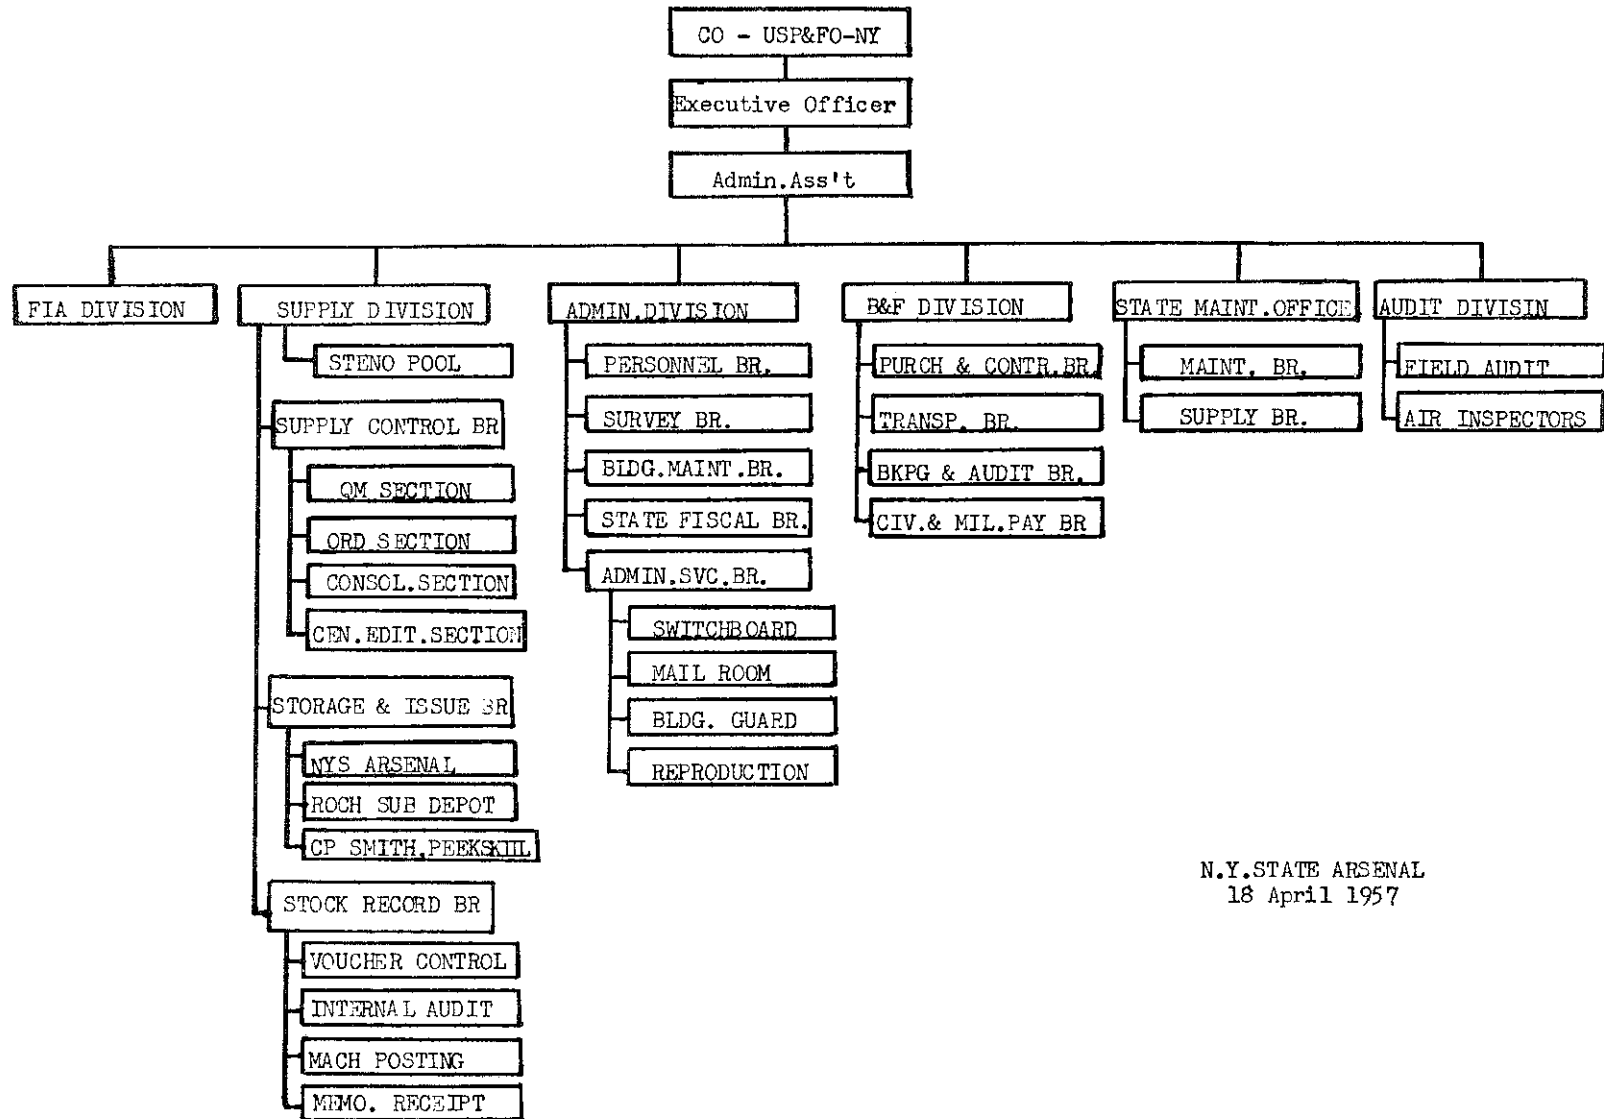 CO - USP&FO-NY
Executive Officer
Admin.Ass't
FIA DIVISION
SUPPLY DIVISION
STENO POOL
SUPPLY CONTROL BR
QM SECTION
ORD SECTION
CONSOL.SECTION
CEN.EDIT.SECTION
STORAGE & ISSUE BR
NYS ARSENAL
ROCH SUB DEPOT
CP SMITH,PEEKSKILL
STOCK RECORD BR
VOUCHER CONTROL
INTERNAL AUDIT
MACH POSTING
MEMO. RECEIPT
ADMIN.DIVISION
PERSONNEL BR.
SURVEY BR.
BLDG.MAINT.BR.
STATE FISCAL BR.
ADMIN.SVC.BR.
SWITCHBOARD
MAIL ROOM
BLDG. GUARD
REPRODUCTION
B&F DIVISION
PURCH & CONTR.BR.
TRANSP. BR.
BKPG & AUDIT BR.
CIV.& MIL.PAY BR
STATE MAINT.OFFICE
MAINT. BR.
SUPPLY BR.
AUDIT DIVISIN
FIELD AUDIT
AIR INSPECTORS
N.Y.STATE ARSENAL
18 April 1957